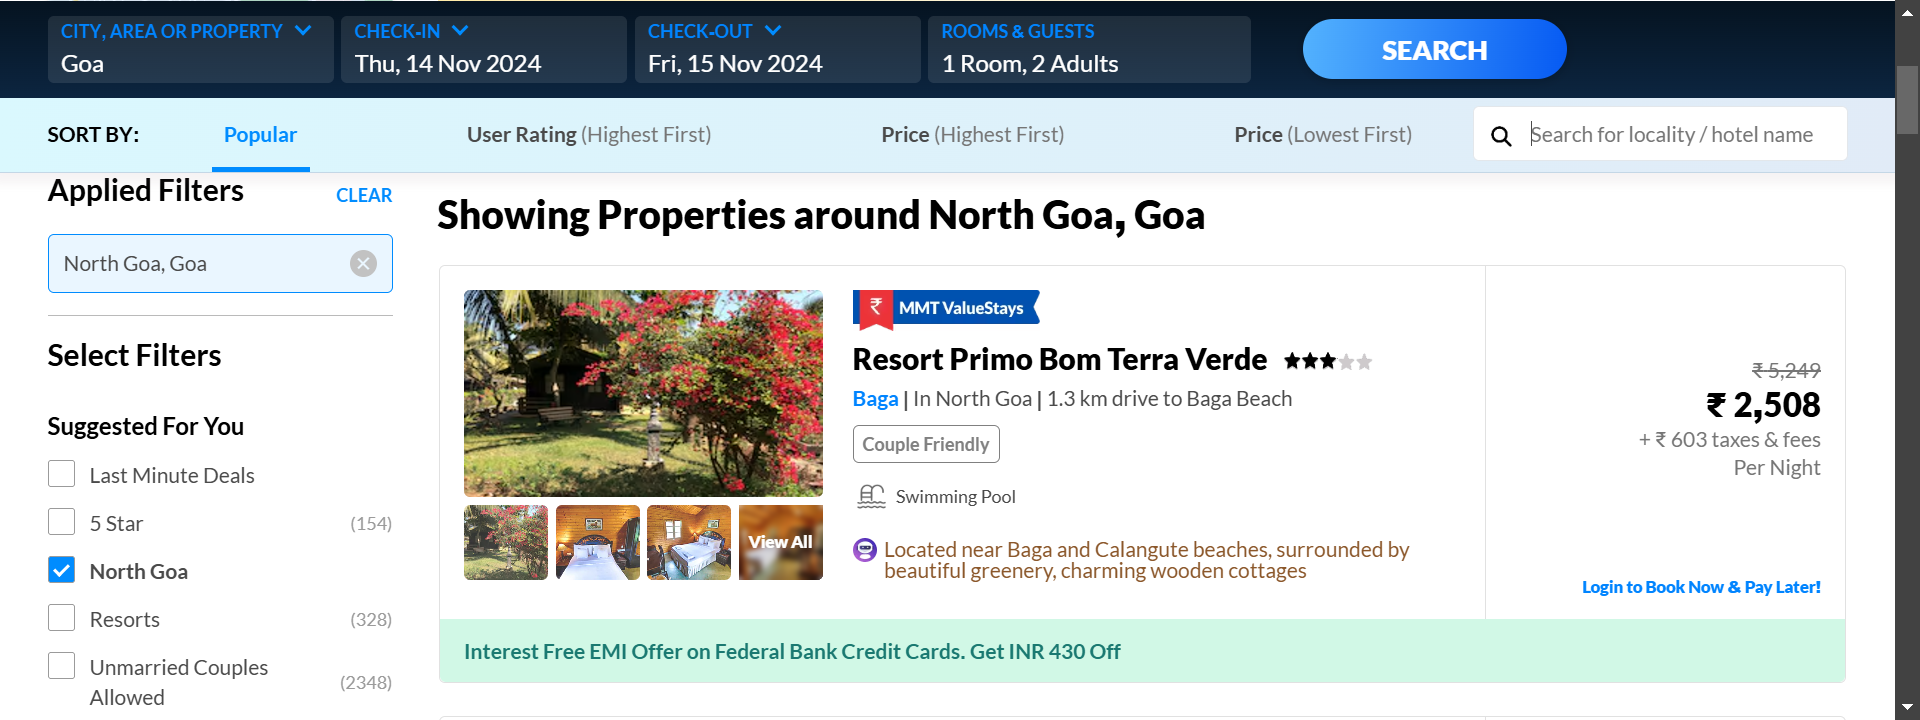 CITY, AREA OR PROPERTY
Goa
CHECK-IN
Thu, 14 Nov 2024
CHECK-OUT
Fri, 15 Nov 2024
ROOMS & GUESTS
1 Room, 2 Adults
SEARCH
SORT BY:
Popular
User Rating (Highest First)
Price (Highest First)
Price (Lowest First)
Search for locality / hotel name
Applied Filters
CLEAR
North Goa, Goa
Select Filters
Suggested For You
Last Minute Deals
5 Star (154)
North Goa
Resorts (328)
Unmarried Couples
Allowed (2348)
Showing Properties around North Goa, Goa
View All
₹ MMT ValueStays
Resort Primo Bom Terra Verde
Baga | In North Goa | 1.3 km drive to Baga Beach
Couple Friendly
Swimming Pool
Located near Baga and Calangute beaches, surrounded by
beautiful greenery, charming wooden cottages
₹ 5,249
₹ 2,508
+ ₹ 603 taxes & fees
Per Night
Login to Book Now & Pay Later!
Interest Free EMI Offer on Federal Bank Credit Cards. Get INR 430 Off